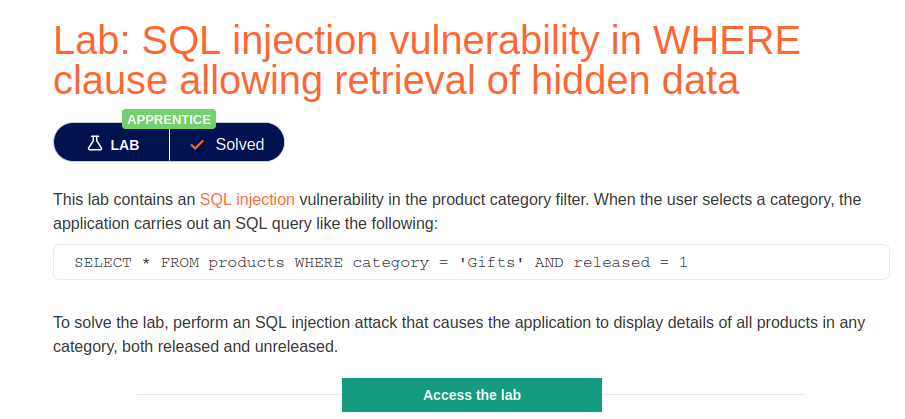 Lab: SQL injection vulnerability in WHERE
clause allowing retrieval of hidden data
APPRENTICE
LAB Solved
This lab contains an SQL injection vulnerability in the product category filter. When the user selects a category, the
application carries out an SQL query like the following:
SELECT * FROM products WHERE category = 'Gifts' AND released = 1
To solve the lab, perform an SQL injection attack that causes the application to display details of all products in any
category, both released and unreleased.
Access the lab